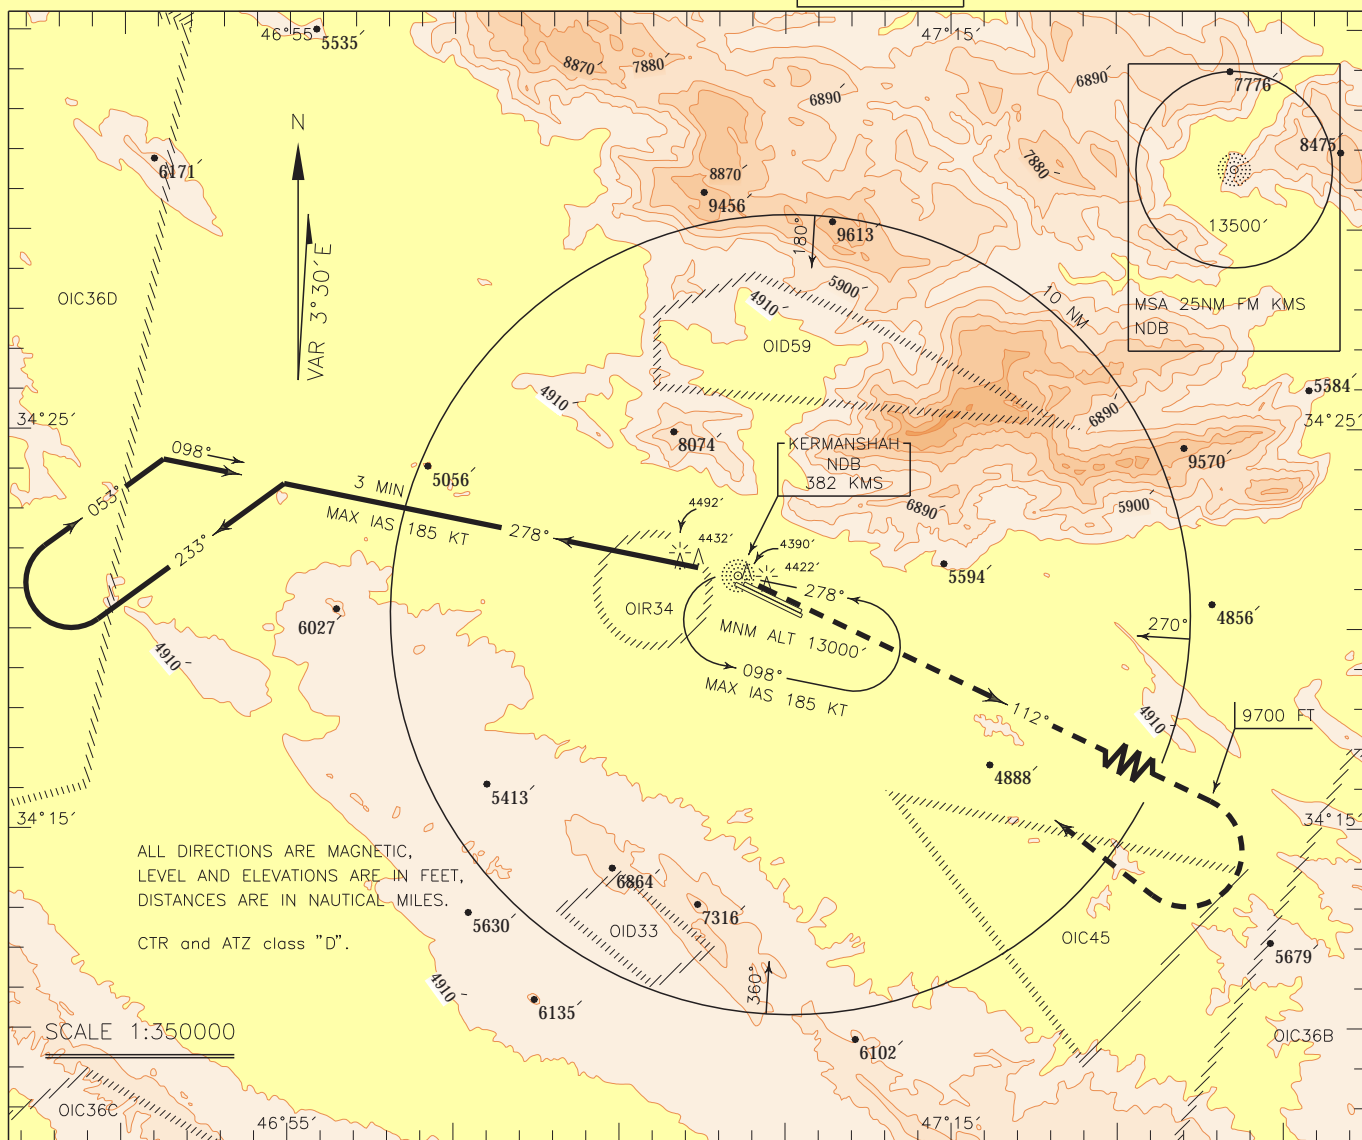 46°55´
5535´
47°15´
8870´
7880´
6890´
6890´
7776´
8475´
6171´
N
8870´
9456´
7880´
13500´
VAR 3°30´E
180°
9613´
OIC36D
5900´
4910´
10 NM
MSA 25NM FM KMS
NDB
OID59
5584´
34°25´
4910´
6890´
34°25´
8074´
KERMANSHAH
NDB
382 KMS
098°
9570´
5056´
3 MIN
053°
MAX IAS 185 KT
4492´
6890´
5900´
278°
4432´
4390´
4422´
233°
5594´
278°
OIR34
6027´
4856´
MNM ALT 13000´
270°
4910´
098°
MAX IAS 185 KT
112°
4910´
9700 FT
4888´
5413´
34°15´
34°15´
ALL DIRECTIONS ARE MAGNETIC,
LEVEL AND ELEVATIONS ARE IN FEET,
DISTANCES ARE IN NAUTICAL MILES.
CTR and ATZ class "D".
6864´
7316´
5630´
OID33
OIC45
5679´
4910´
360°
6135´
SCALE 1:350000
6102´
OIC36B
OIC36C
46°55´
47°15´